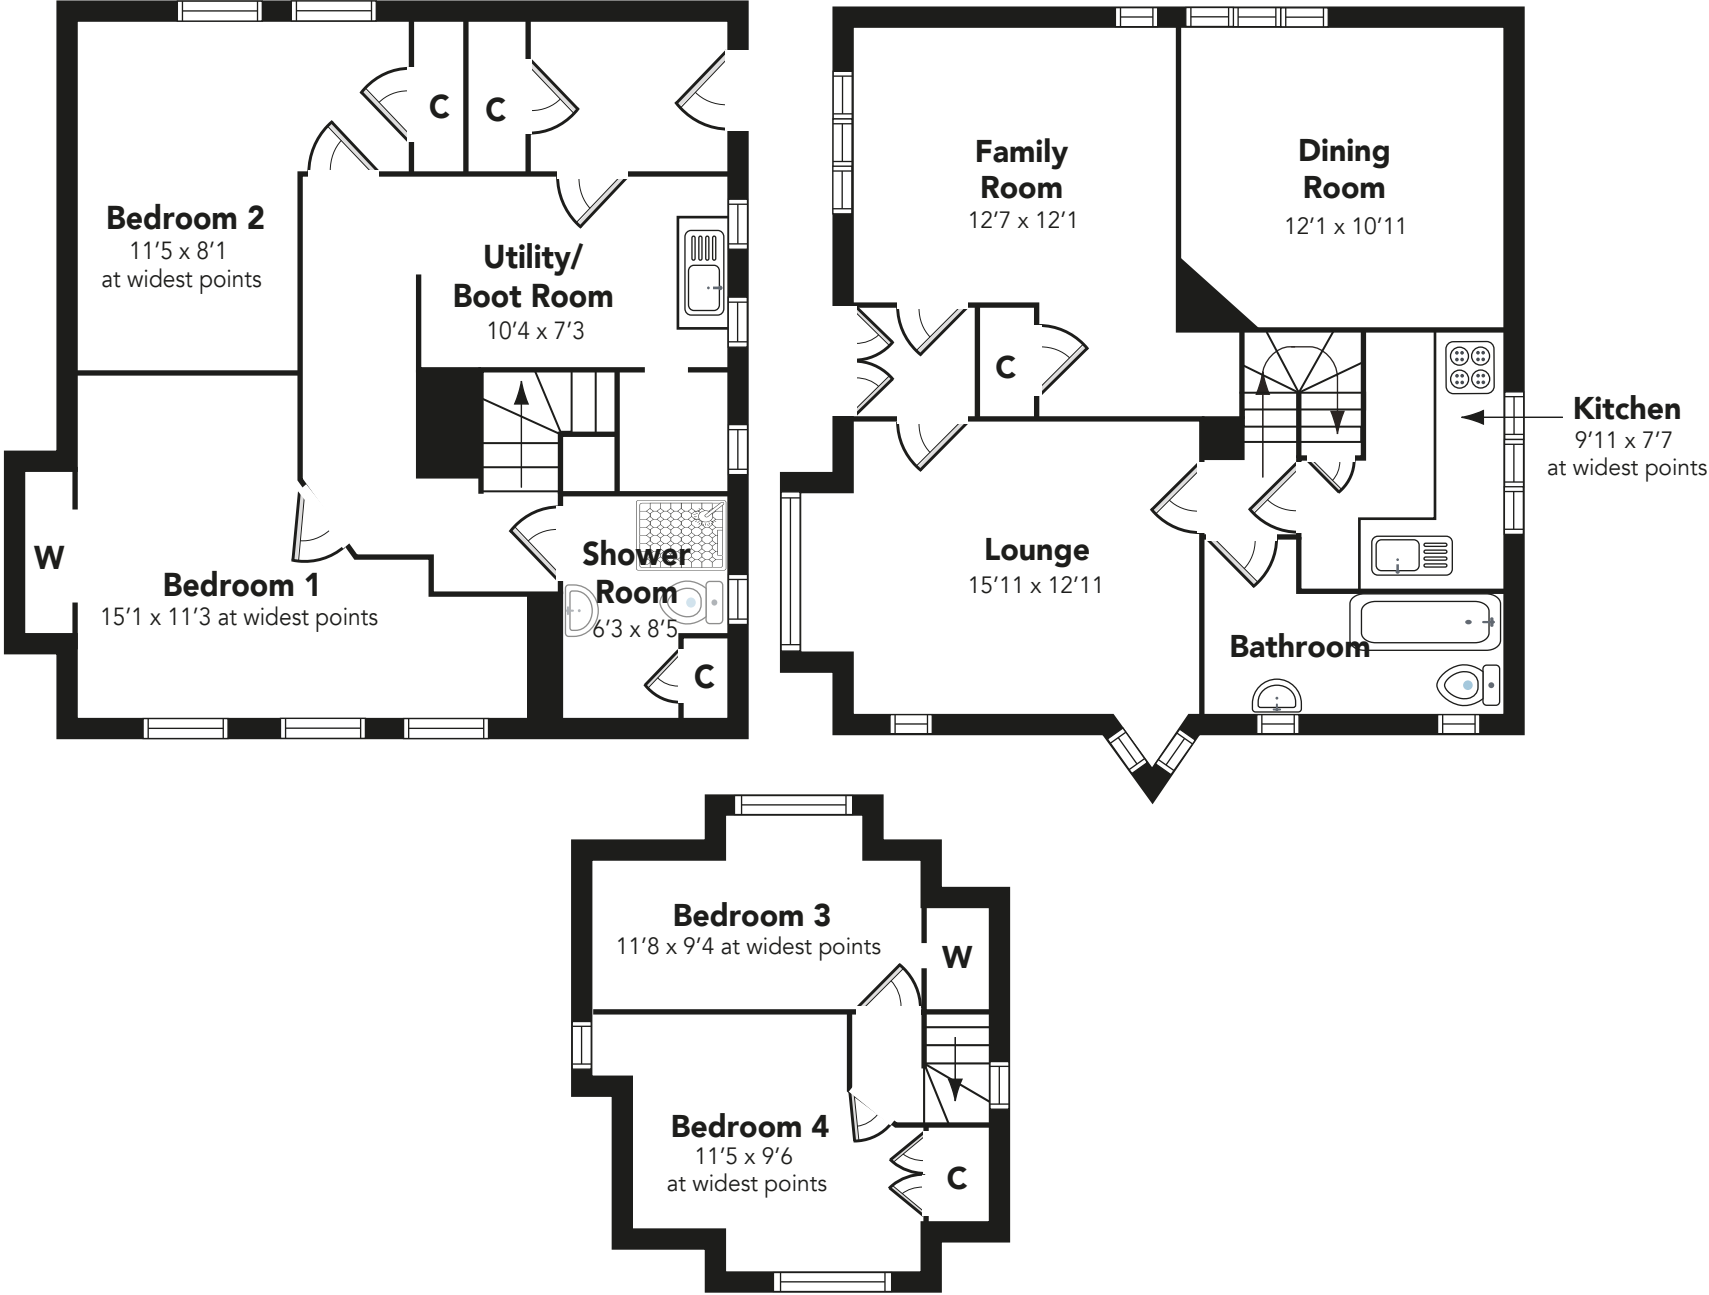 C
C
Bedroom 2
11'5 x 8'1
at widest points
Utility/
Boot Room
10'4 x 7'3
W
Bedroom 1
15'1 x 11'3 at widest points
Shower
Room
6'3 x 8'5
C
Family
Room
12'7 x 12'1
Dining
Room
12'1 x 10'11
C
Kitchen
9'11 x 7'7
at widest points
Lounge
15'11 x 12'11
Bathroom
Bedroom 3
11'8 x 9'4 at widest points
W
Bedroom 4
11'5 x 9'6
at widest points
C